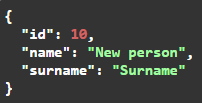 {
  "id": 10,
  "name": "New person",
  "surname": "Surname"
}